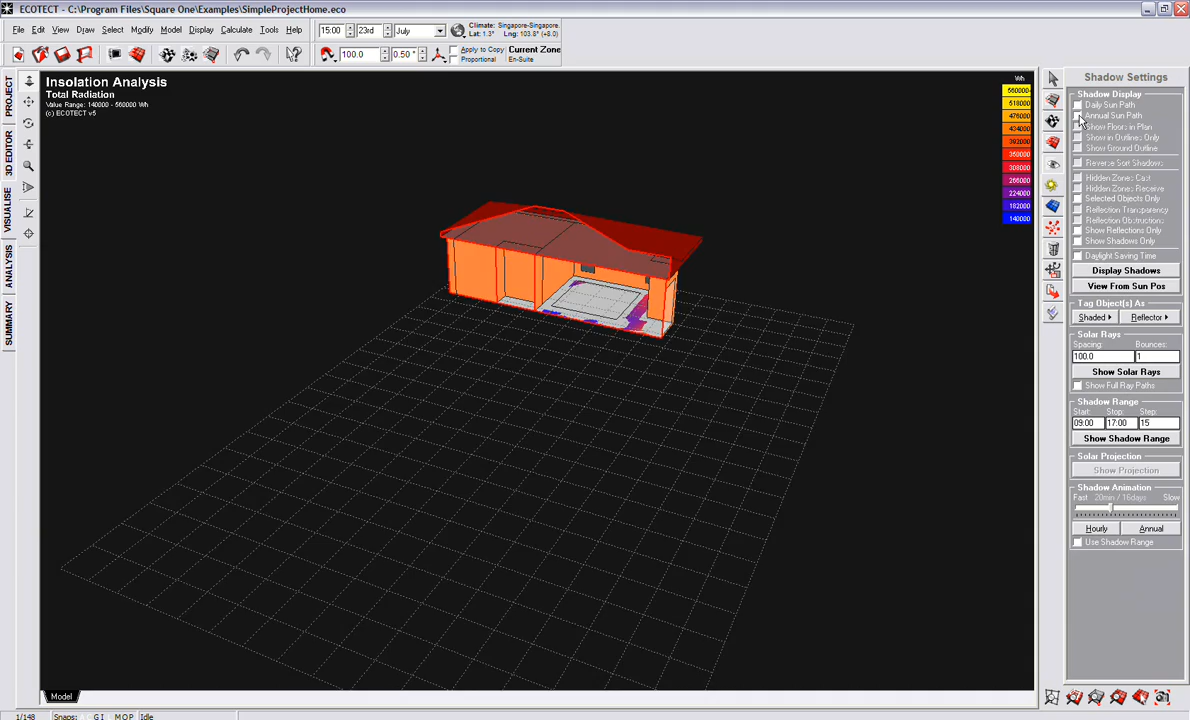 ECOTECT - C:\Program Files\Square One\Examples\SimpleProjectHome.eco
File Edit View Draw Select Modify Model Display Calculate Tools Help
15:00 23rd July
Climate: Singapore-Singapore.
Lat: 1.3° Lng: 103.8° (+8.0)
100.0 0.50°
Apply to Copy
Proportional
Current Zone
En-Suite
PROJECT
3D EDITOR
VISUALISE
ANALYSIS
SUMMARY
Insolation Analysis
Total Radiation
Value Range: 140000 - 560000 Wh
(c) ECOTECT v5
Wh
560000+
518000
476000
434000
392000
350000
308000
266000
224000
182000
140000
Shadow Settings
Shadow Display
Daily Sun Path
Annual Sun Path
Show Floors in Plan
Show in Outlines Only
Show Ground Outline
Reverse Sort Shadows
Hidden Zones Cast
Hidden Zones Receive
Selected Objects Only
Reflection Transparency
Reflection Obstructions
Show Reflections Only
Show Shadows Only
Daylight Saving Time
Display Shadows
View From Sun Pos
Tag Object(s) As
Shaded Reflector
Solar Rays
Spacing: Bounces:
100.0 1
Show Solar Rays
Show Full Ray Paths
Shadow Range
Start: Stop: Step:
09:00 17:00 15
Show Shadow Range
Solar Projection
Show Projection
Shadow Animation
Fast 20min / 16days Slow
Hourly Annual
Use Shadow Range
Model
1/148 Snaps: G I M O P Idle